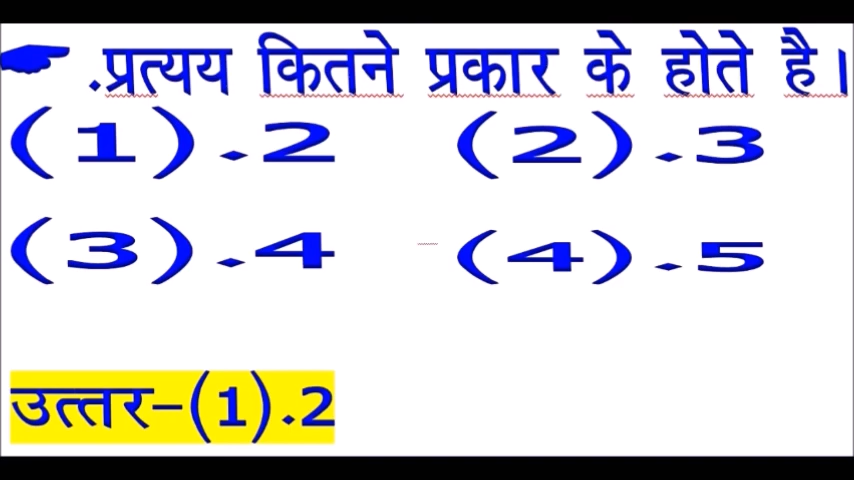 .प्रत्यय कितने प्रकार के होते है।
(1).2 (2).3
(3).4 (4).5
उत्तर-(1).2